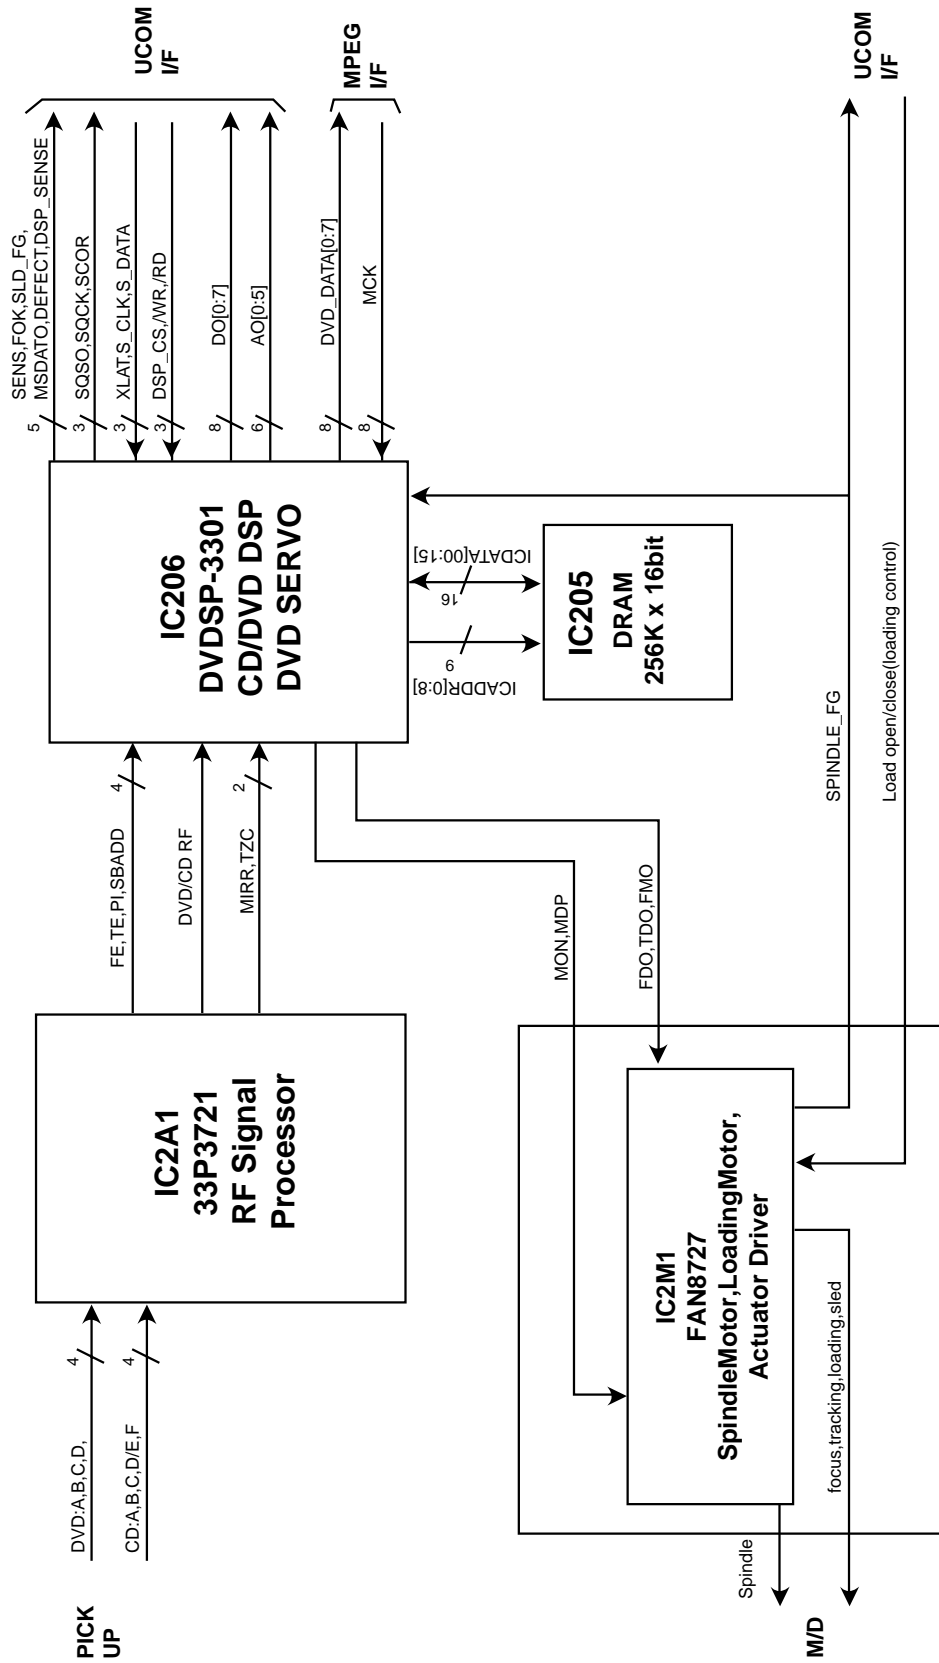 PICK
UP
DVD:A,B,C,D,
4
CD:A,B,C,D/E,F
4
IC2A1
33P3721
RF Signal
Processor
FE,TE,PI,SBADD
4
DVD/CD RF
MIRR,TZC
2
IC206
DVDSP-3301
CD/DVD DSP
DVD SERVO
SENS,FOK,SLD_FG,
MSDATO,DEFECT,DSP_SENSE
5
SQSO,SQCK,SCOR
3
XLAT,S_CLK,S_DATA
3
DSP_CS,/WR,/RD
3
DO[0:7]
8
AO[0:5]
6
UCOM
I/F
DVD_DATA[0:7]
8
MCK
8
MPEG
I/F
ICADDR[0:8]
9
ICDATA[00:15]
16
IC205
DRAM
256K x 16bit
MON,MDP
FDO,TDO,FMO
IC2M1
FAN8727
SpindleMotor,LoadingMotor,
Actuator Driver
SPINDLE_FG
Load open/close(loading control)
UCOM
I/F
Spindle
focus,tracking,loading,sled
M/D